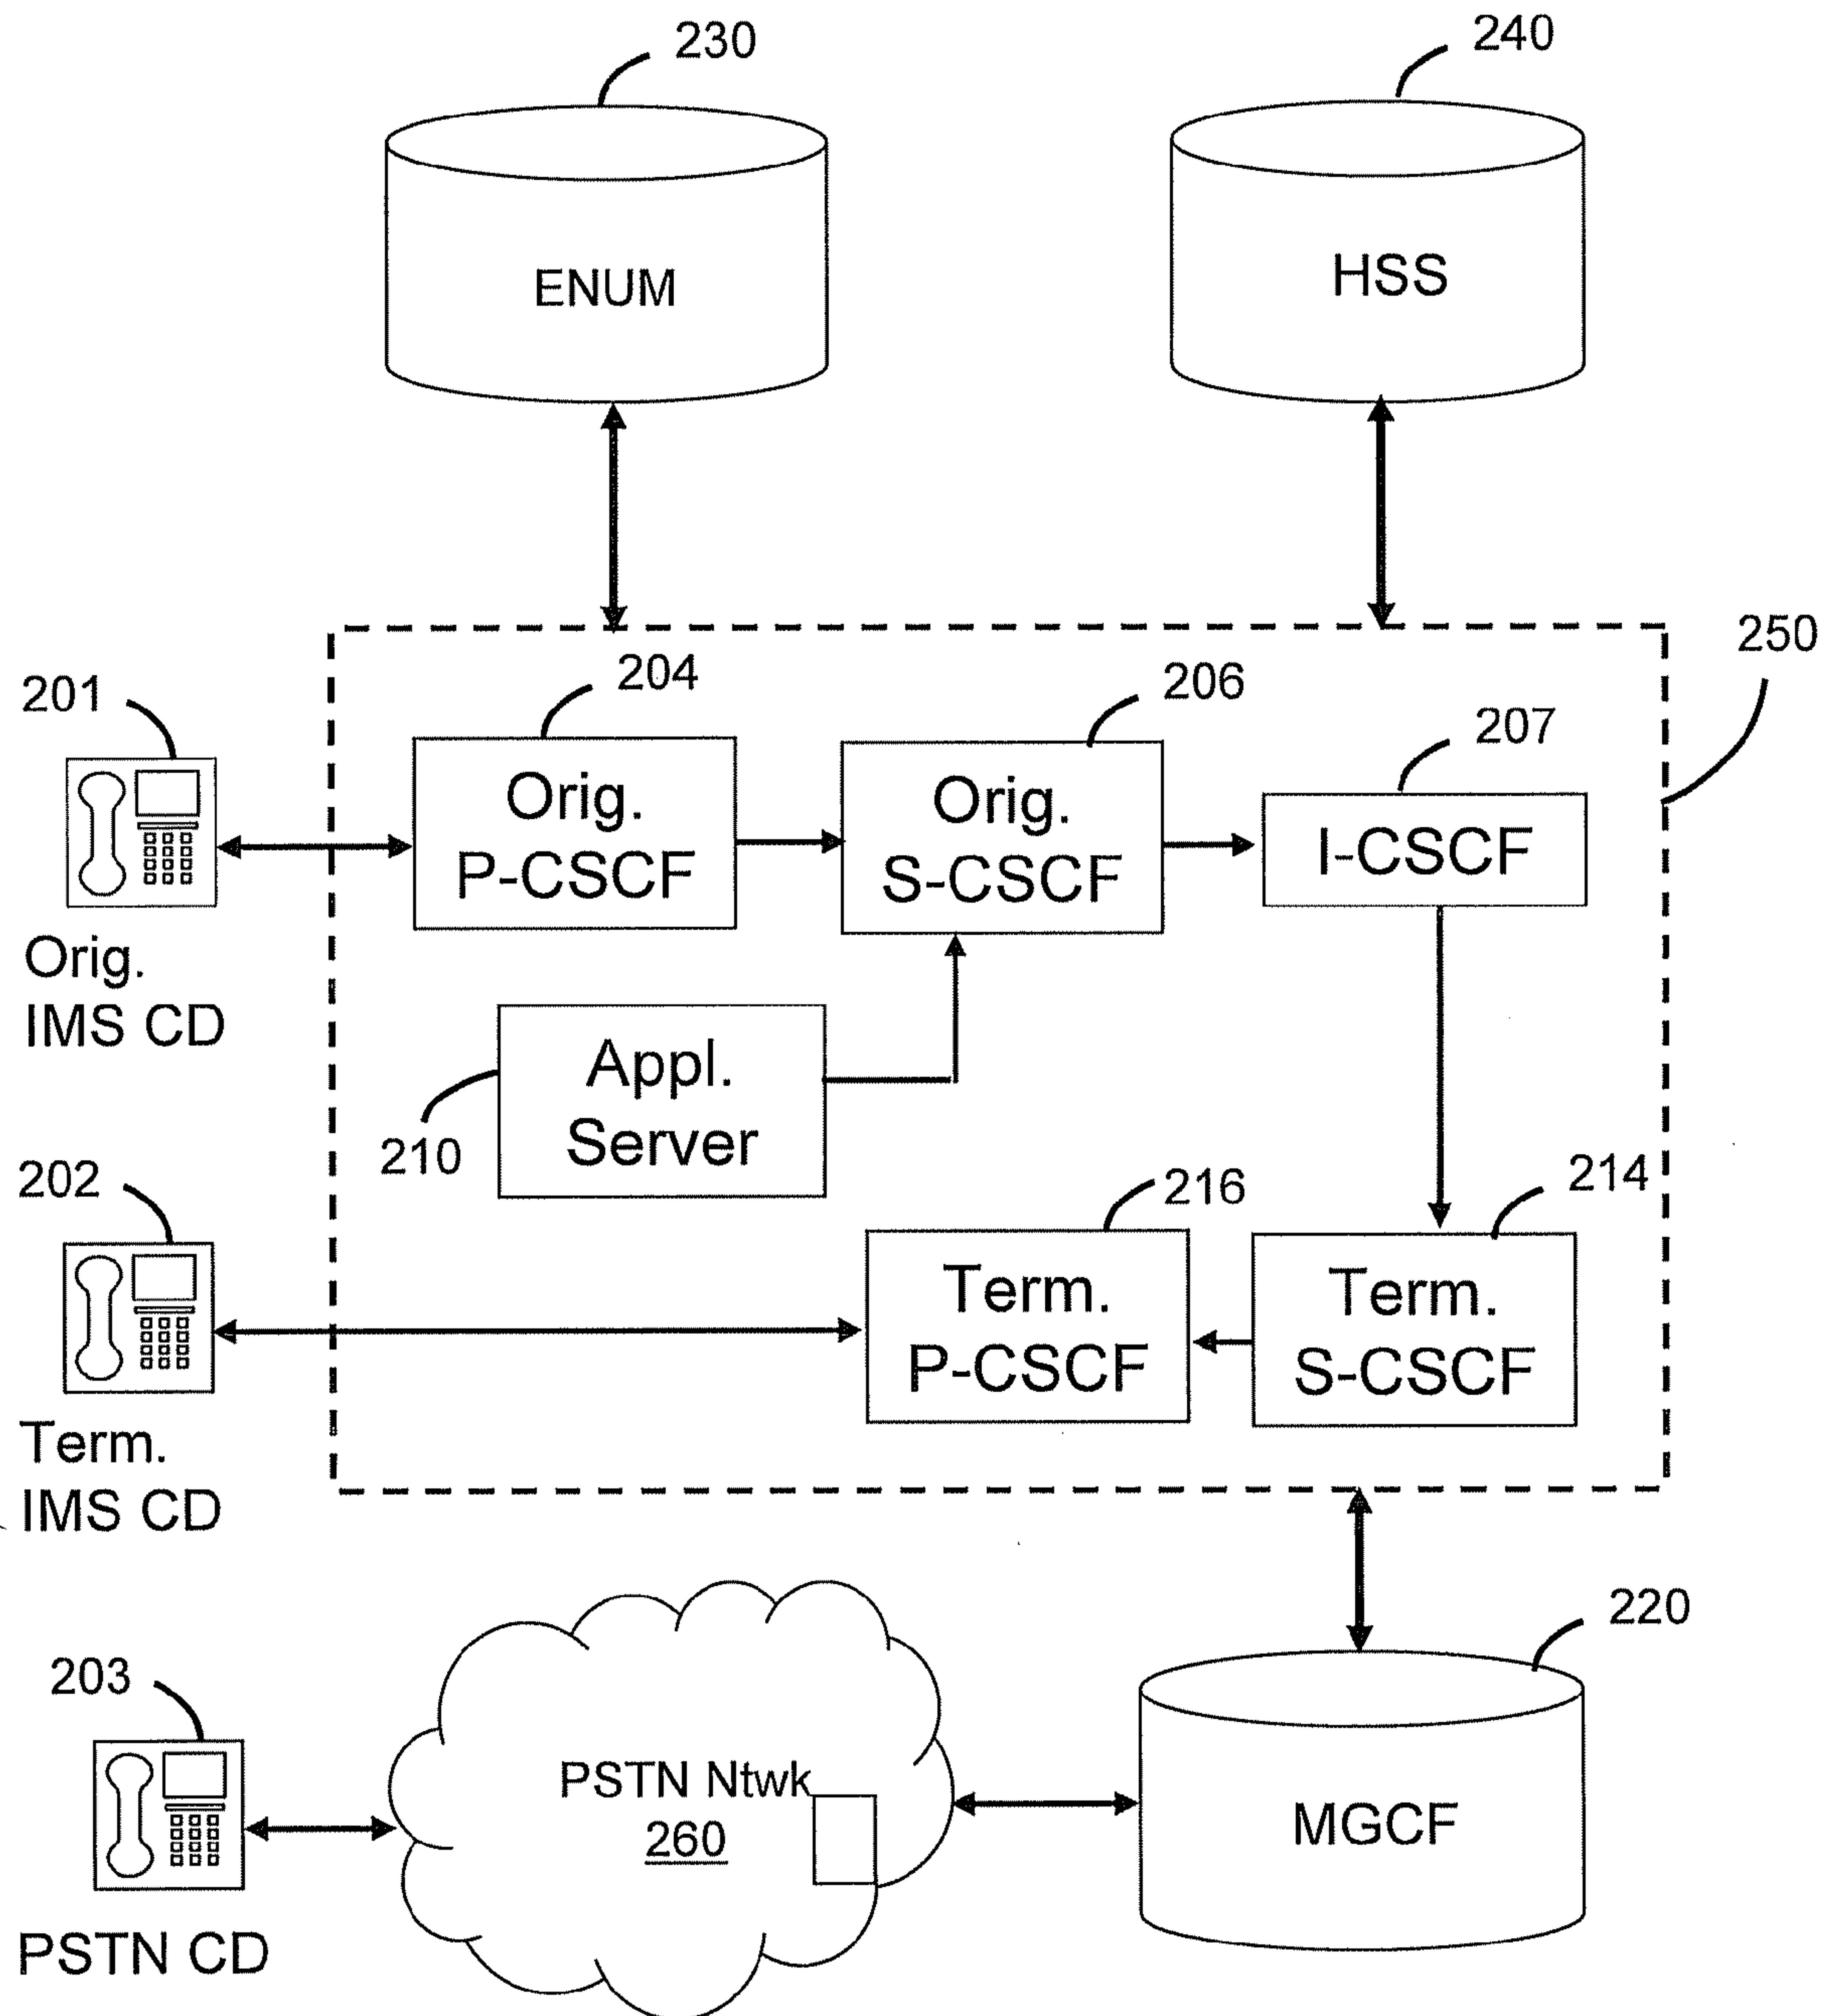 230
240
ENUM
HSS
250
204
206
201
207
Orig.
P-CSCF
Orig.
S-CSCF
I-CSCF
Orig.
IMS CD
Appl.
Server
210
202
216
214
Term.
P-CSCF
Term.
S-CSCF
Term.
IMS CD
220
203
PSTN Ntwk
260
MGCF
PSTN CD